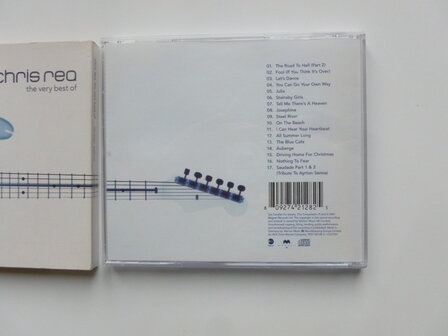 chris rea
the very best of
01. The Road To Hell (Part 2)
02. Fool (If You Think It's Over)
03. Let's Dance
04. You Can Go Your Own Way
05. Julia
06. Stainsby Girls
07. Tell Me There's A Heaven
08. Josephine
09. Steel River
10. On The Beach
11. I Can Hear Your Heartbeat
12. All Summer Long
13. The Blue Cafe
14. Auberge
15. Driving Home For Christmas
16. Nothing To Fear
17. Saudade Part 1 & 2
(Tribute To Ayrton Senna)
8 09274 21282 5